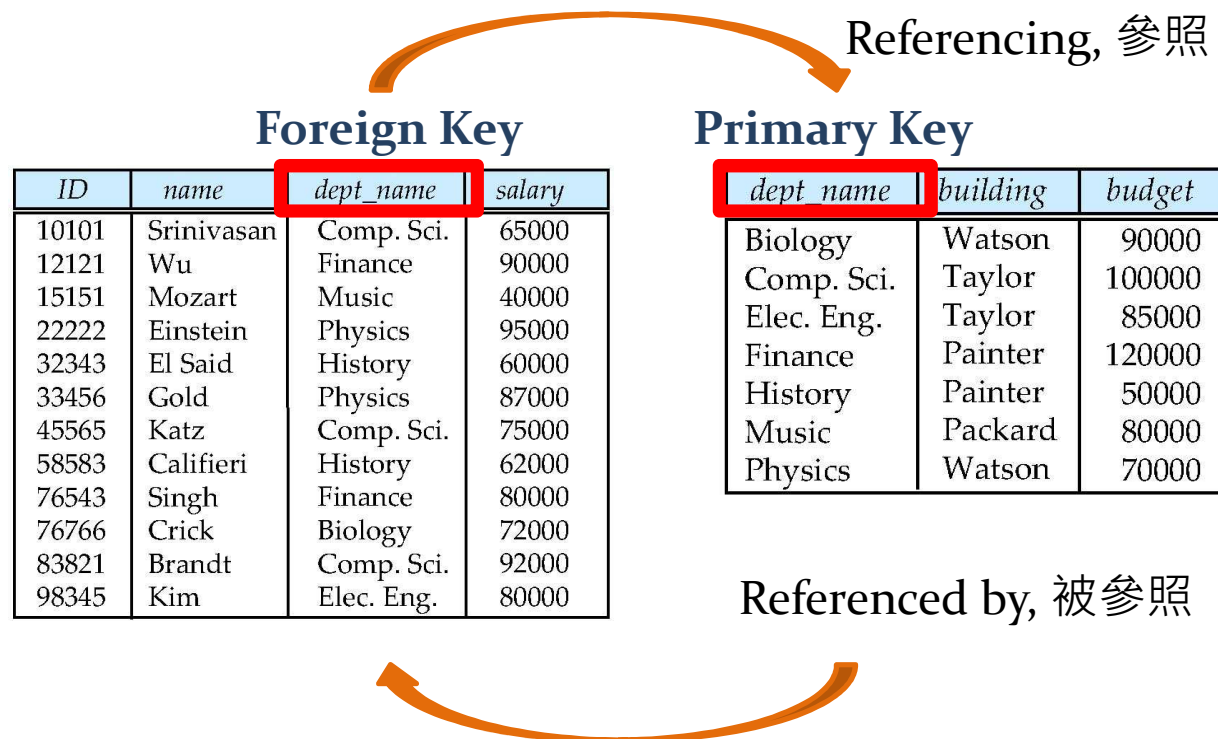 Referencing, 參照
Foreign Key
Primary Key
ID name dept_name salary
10101 Srinivasan Comp. Sci. 65000
12121 Wu Finance 90000
15151 Mozart Music 40000
22222 Einstein Physics 95000
32343 El Said History 60000
33456 Gold Physics 87000
45565 Katz Comp. Sci. 75000
58583 Califieri History 62000
76543 Singh Finance 80000
76766 Crick Biology 72000
83821 Brandt Comp. Sci. 92000
98345 Kim Elec. Eng. 80000
dept_name building budget
Biology Watson 90000
Comp. Sci. Taylor 100000
Elec. Eng. Taylor 85000
Finance Painter 120000
History Painter 50000
Music Packard 80000
Physics Watson 70000
Referenced by, 被參照